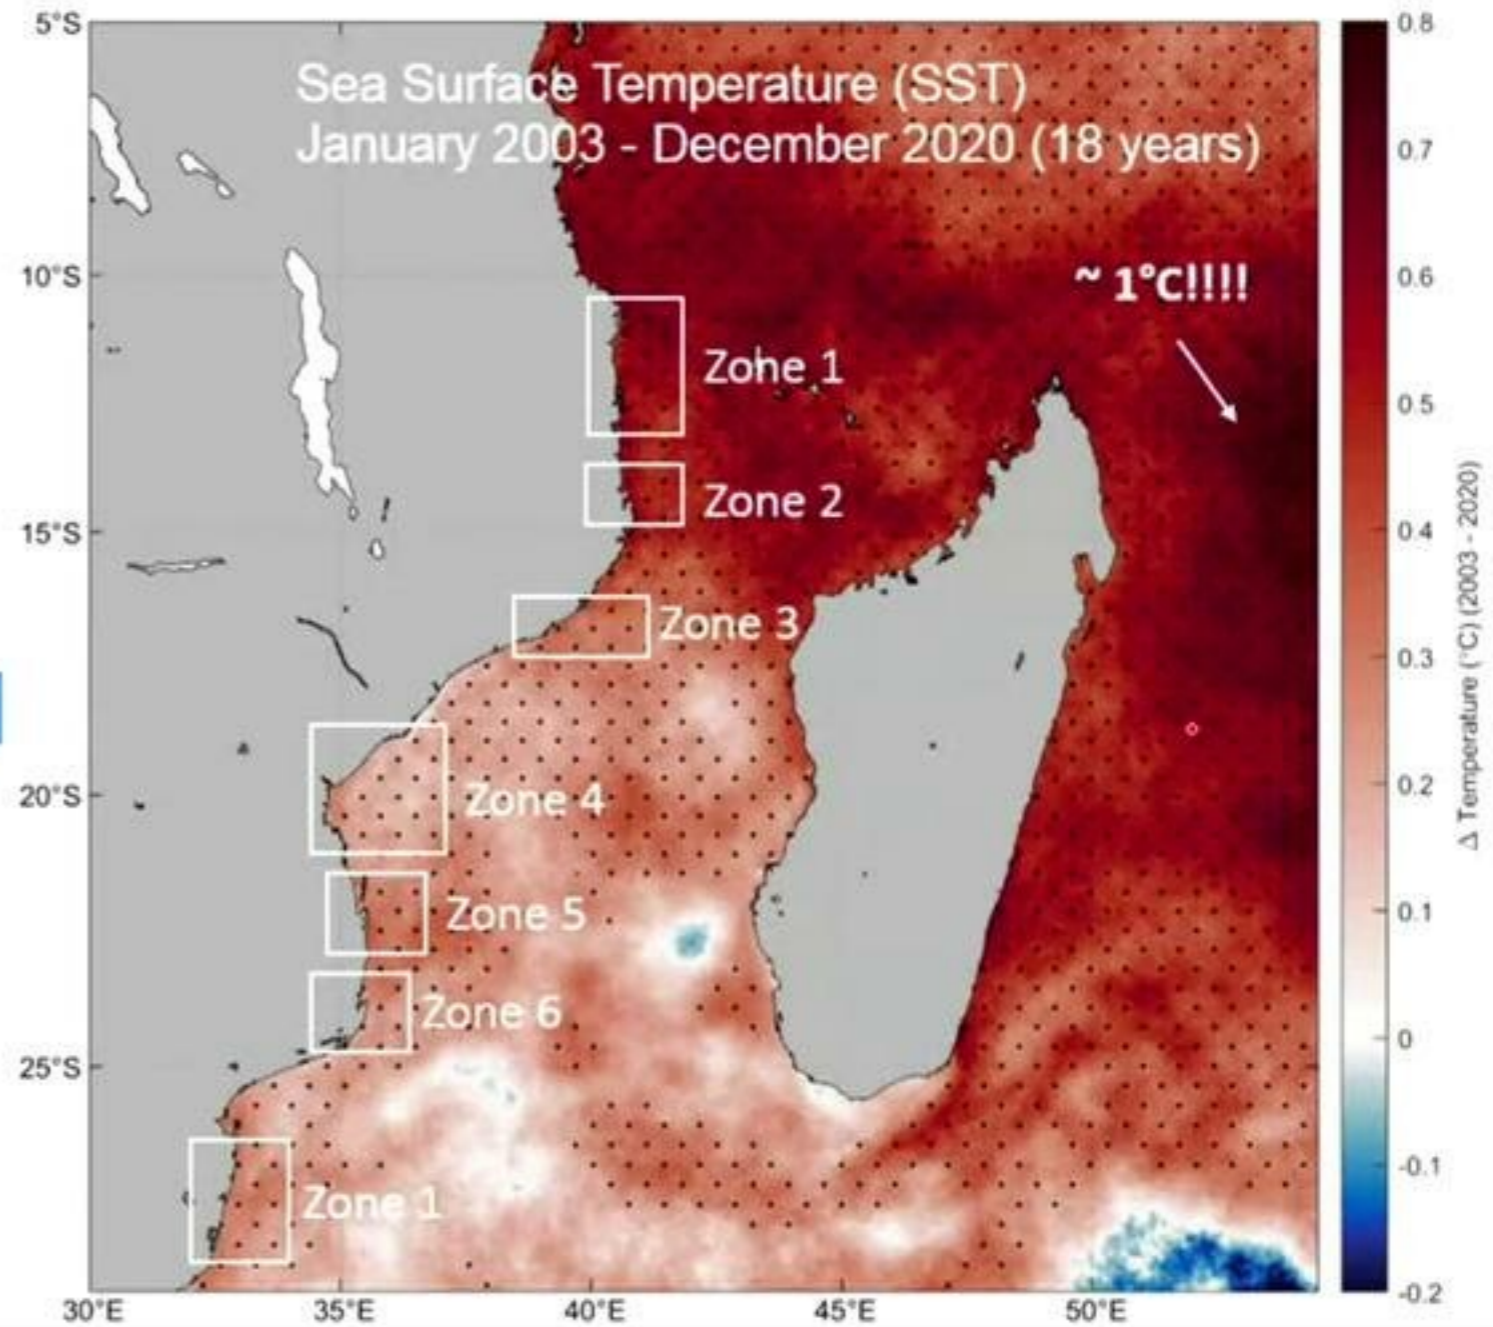 Sea Surface Temperature (SST)
January 2003 - December 2020 (18 years)
~ 1°C!!!!
Zone 1
Zone 2
Zone 3
Zone 4
Zone 5
Zone 6
Zone 1
5°S
10°S
15°S
20°S
25°S
30°E
35°E
40°E
45°E
50°E
0.8
0.7
0.6
0.5
0.4
0.3
0.2
0.1
0
-0.1
-0.2
Δ Temperature (°C) (2003 - 2020)